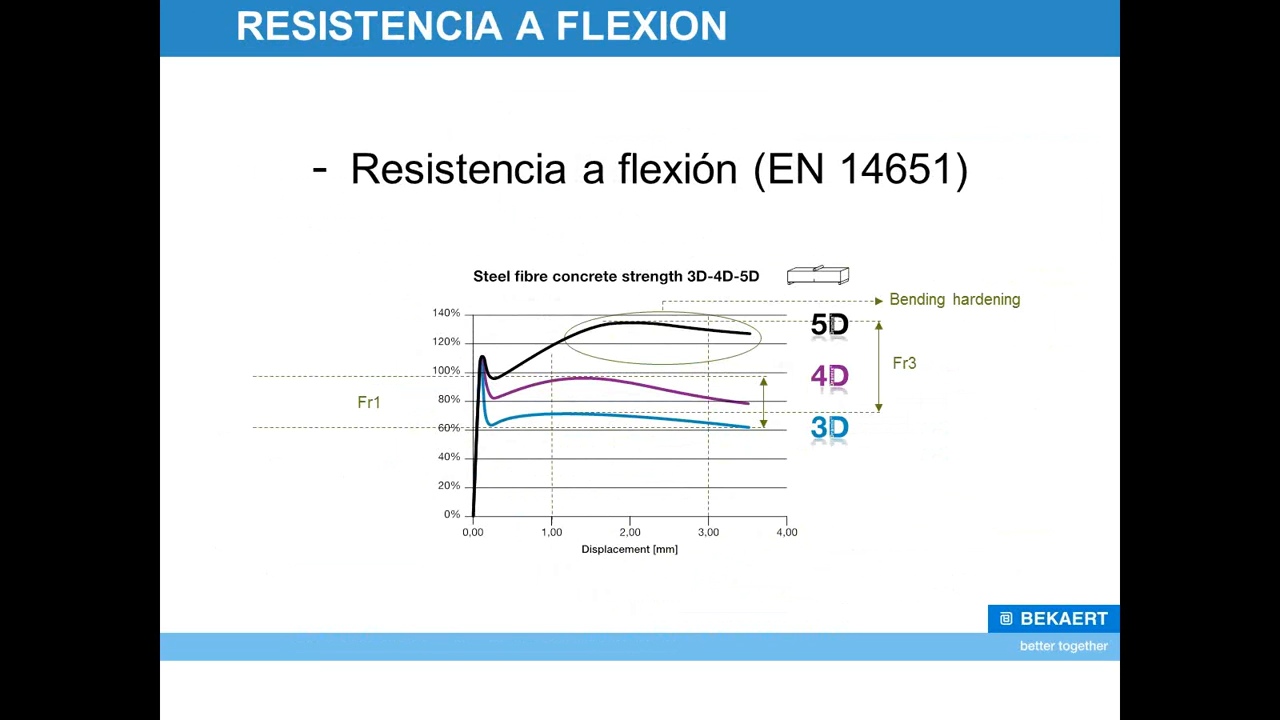 RESISTENCIA A FLEXION
- Resistencia a flexión (EN 14651)
Steel fibre concrete strength 3D-4D-5D
Bending hardening
140%
120%
100%
80%
60%
40%
20%
0%
5D
4D
3D
Fr3
Fr1
0,00 1,00 2,00 3,00 4,00
Displacement [mm]
BEKAERT
better together